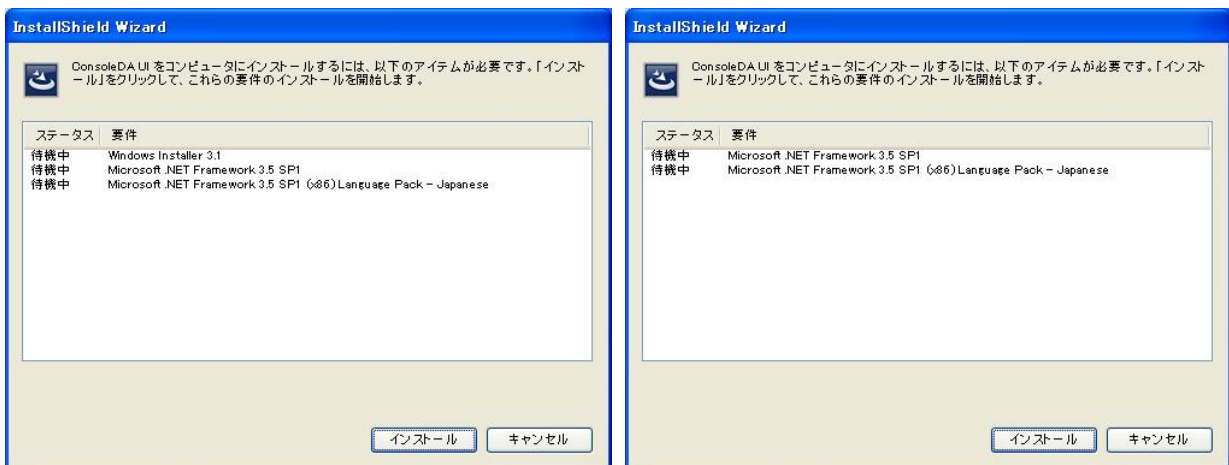 InstallShield Wizard
ConsoleDA UI をコンピュータにインストールするには、以下のアイテムが必要です。「インスト
ール」をクリックして、これらの要件のインストールを開始します。
ステータス 要件
待機中 Windows Installer 3.1
待機中 Microsoft .NET Framework 3.5 SP1
待機中 Microsoft .NET Framework 3.5 SP1 (x86) Language Pack - Japanese
インストール キャンセル
InstallShield Wizard
ConsoleDA UI をコンピュータにインストールするには、以下のアイテムが必要です。「インスト
ール」をクリックして、これらの要件のインストールを開始します。
ステータス 要件
待機中 Microsoft .NET Framework 3.5 SP1
待機中 Microsoft .NET Framework 3.5 SP1 (x86) Language Pack - Japanese
インストール キャンセル